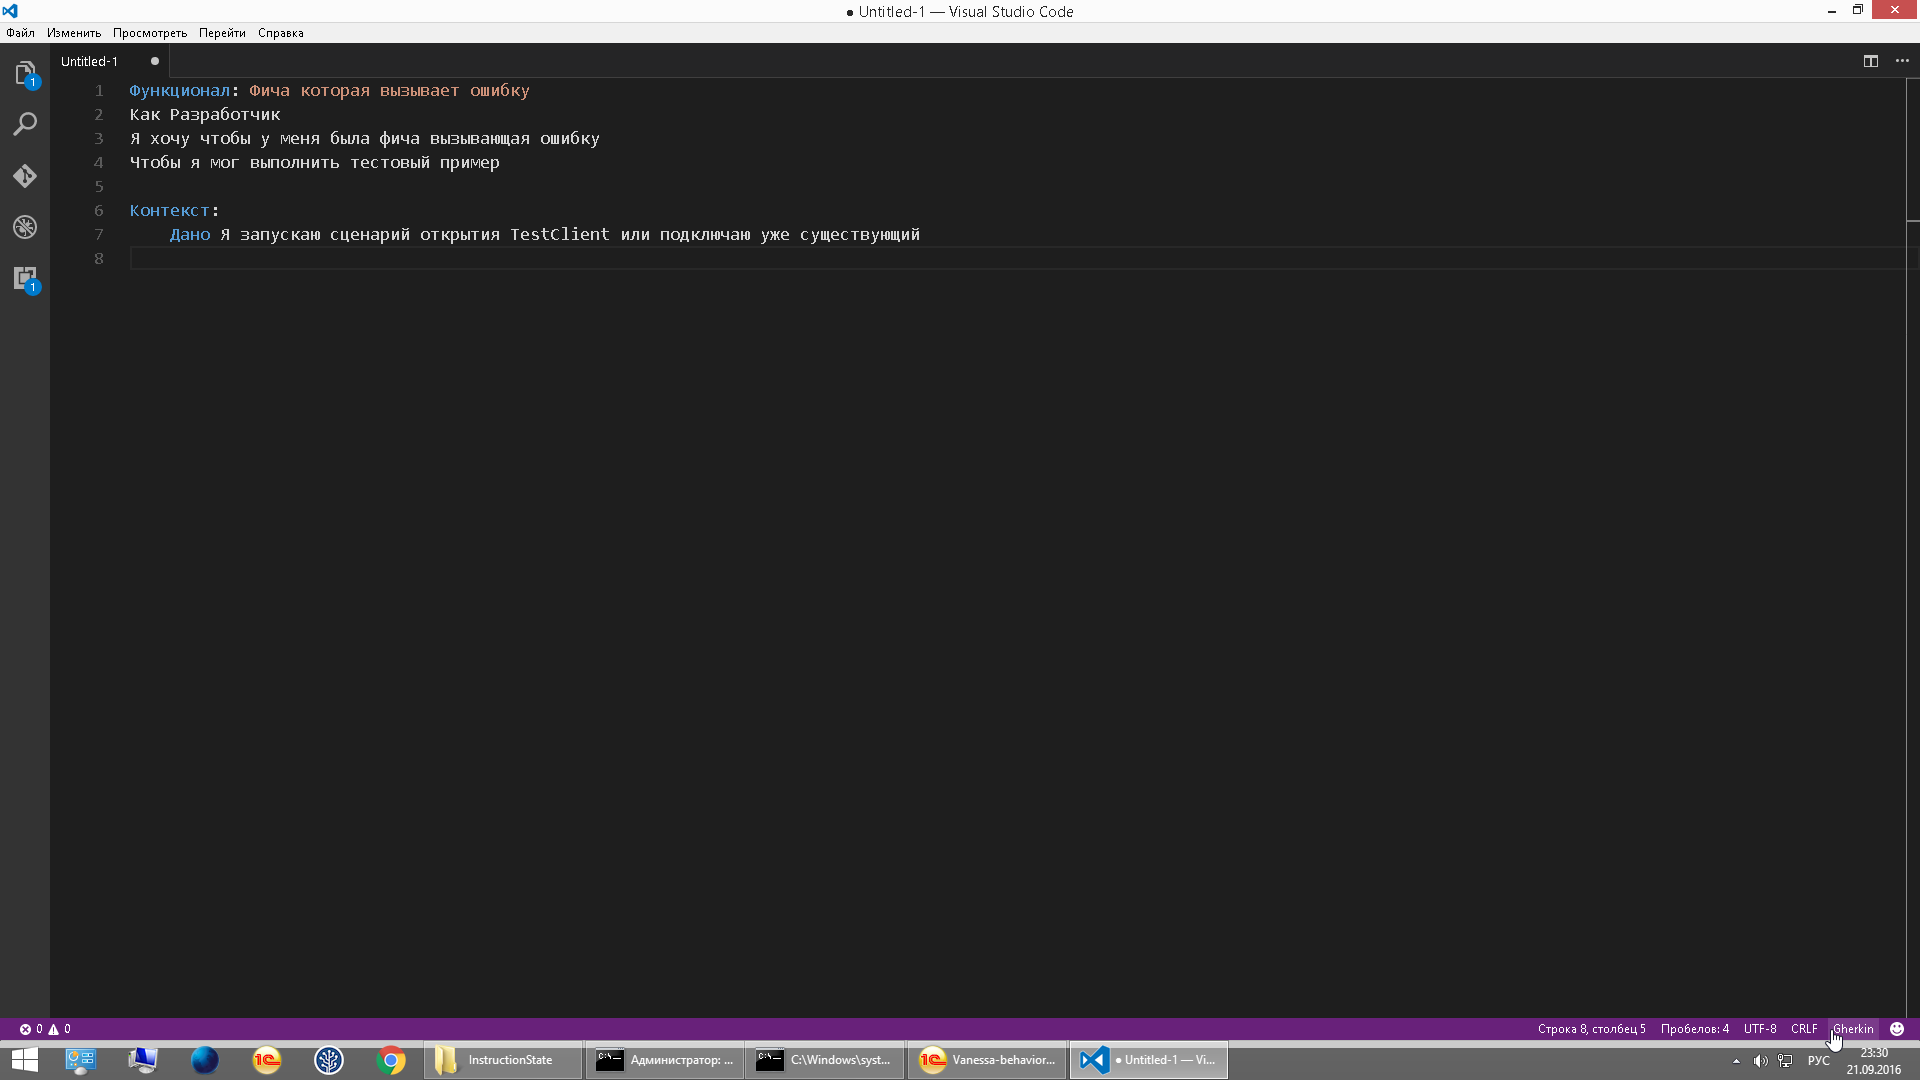 ● Untitled-1 — Visual Studio Code
Файл Изменить Просмотреть Перейти Справка
Untitled-1 ●
1 Функционал: Фича которая вызывает ошибку
2 Как Разработчик
3 Я хочу чтобы у меня была фича вызывающая ошибку
4 Чтобы я мог выполнить тестовый пример
5
6 Контекст:
7 Дано Я запускаю сценарий открытия TestClient или подключаю уже существующий
8
1
1
0 0 Строка 8, столбец 5 Пробелов: 4 UTF-8 CRLF Gherkin
InstructionState
Администратор: ...
C:\Windows\syst...
Vanessa-behavior...
● Untitled-1 — Vi...
РУС
23:30
21.09.2016